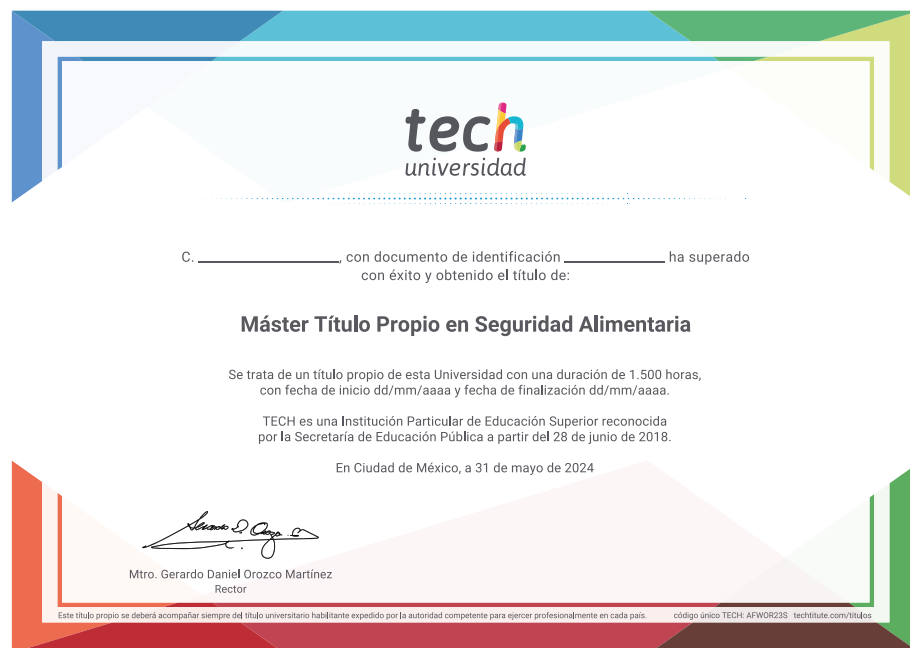 tech
universidad
C. ________________, con documento de identificación ____________ ha superado
con éxito y obtenido el título de:
Máster Título Propio en Seguridad Alimentaria
Se trata de un título propio de esta Universidad con una duración de 1.500 horas,
con fecha de inicio dd/mm/aaaa y fecha de finalización dd/mm/aaaa.
TECH es una Institución Particular de Educación Superior reconocida
por la Secretaría de Educación Pública a partir del 28 de junio de 2018.
En Ciudad de México, a 31 de mayo de 2024
Mtro. Gerardo Daniel Orozco Martínez
Rector
Este título propio se deberá acompañar siempre del título universitario habilitante expedido por la autoridad competente para ejercer profesionalmente en cada país. código único TECH: AFWOR23S techtitute.com/titulos